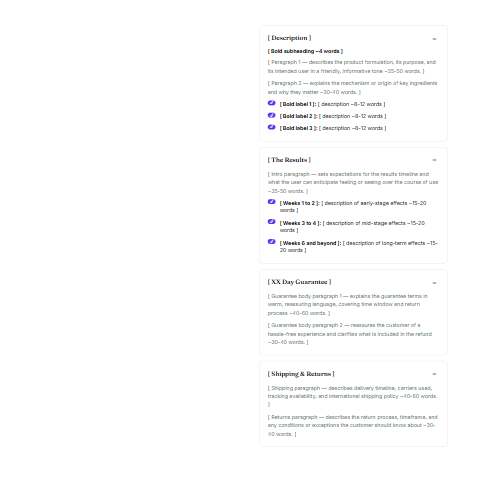 [ Description ]
[ Bold subheading ~4 words ]
[ Paragraph 1 — describes the product formulation, its purpose, and
its intended user in a friendly, informative tone ~35-50 words. ]
[ Paragraph 2 — explains the mechanism or origin of key ingredients
and why they matter ~30-40 words. ]
[ Bold label 1 ]: [ description ~8-12 words ]
[ Bold label 2 ]: [ description ~8-12 words ]
[ Bold label 3 ]: [ description ~8-12 words ]
[ The Results ]
[ Intro paragraph — sets expectations for the results timeline and
what the user can anticipate feeling or seeing over the course of use
~35-50 words. ]
[ Weeks 1 to 2 ]: [ description of early-stage effects ~15-20
words ]
[ Weeks 3 to 4 ]: [ description of mid-stage effects ~15-20
words ]
[ Weeks 6 and beyond ]: [ description of long-term effects ~15-
20 words ]
[ XX Day Guarantee ]
[ Guarantee body paragraph 1 — explains the guarantee terms in
warm, reassuring language, covering time window and return
process ~40-60 words. ]
[ Guarantee body paragraph 2 — reassures the customer of a
hassle-free experience and clarifies what is included in the refund
~30-40 words. ]
[ Shipping & Returns ]
[ Shipping paragraph — describes delivery timeline, carriers used,
tracking availability, and international shipping policy ~40-60 words.
]
[ Returns paragraph — describes the return process, timeframe, and
any conditions or exceptions the customer should know about ~30-
40 words. ]